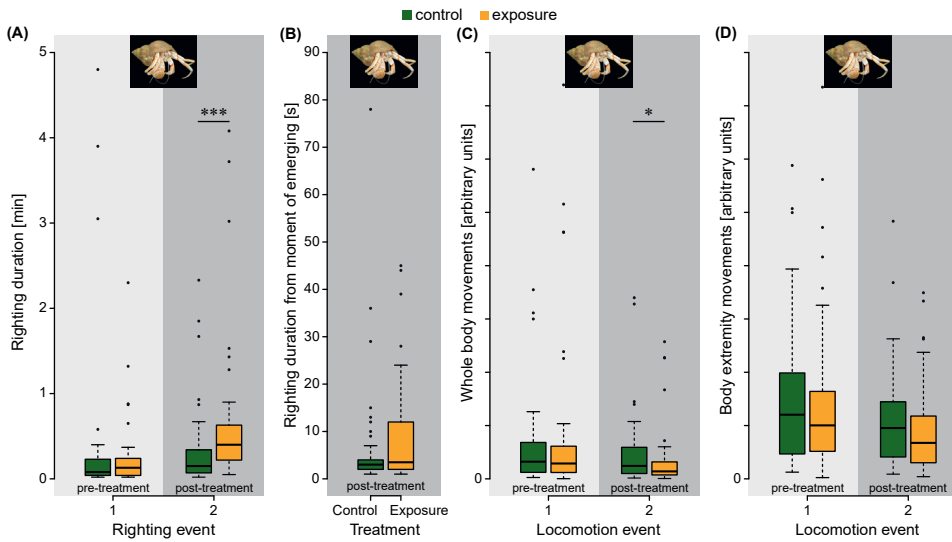 control exposure
(A)
Righting duration [min]
5
4
3
2
1
0
***
pre-treatment post-treatment
1 2
Righting event
(B)
Righting duration from moment of emerging [s]
90
80
70
60
50
40
30
20
10
0
post-treatment
Control Exposure
Treatment
(C)
Whole body movements [arbitrary units]
0
*
pre-treatment post-treatment
1 2
Locomotion event
(D)
Body extremity movements [arbitrary units]
0
pre-treatment post-treatment
1 2
Locomotion event